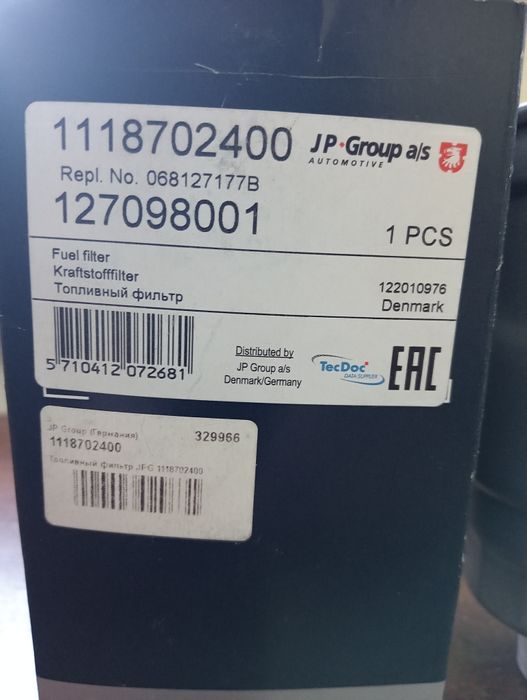 1118702400
JP Group a/s
AUTOMOTIVE
Repl. No. 068127177B
127098001
1 PCS
Fuel filter
Kraftstofffilter
Топливный фильтр
122010976
Denmark
5 710412 072681
Distributed by
JP Group a/s
Denmark/Germany
TecDoc
DATA SUPPLIER
EAC
JP Group (Германия)
329966
1118702400
Топливный фильтр JPG 1118702400